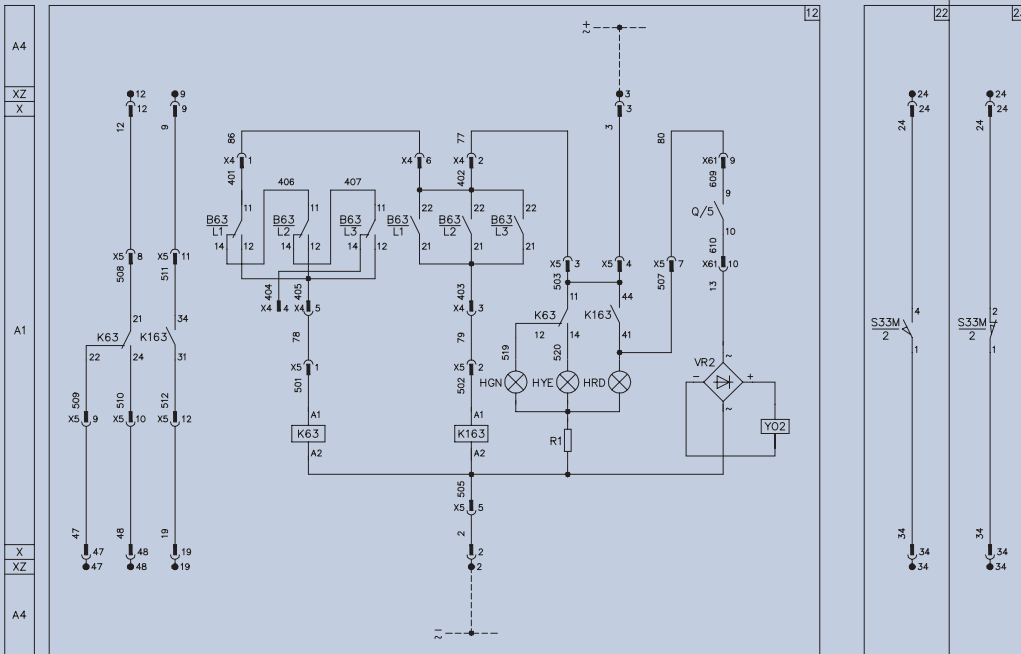 12
22
23
+
~
A4
XZ
X
12
9
3
24
24
12
9
3
24
24
12
9
86
77
3
80
24
24
X4 1
X4 6
X4 2
X61 9
401
402
609
406
407
9
11
11
11
22
22
22
Q/5
B63
L1
B63
L2
B63
L3
B63
L1
B63
L2
B63
L3
10
14
12
14
12
14
12
21
21
21
610
X5 8
X5 11
X5 3
X5 4
X5 7
X61 10
508
511
503
507
13
404
405
403
11
44
X4 4
X4 5
X4 3
4
2
21
34
K63
K163
S33M
2
S33M
2
A1
K63
K163
12
14
41
1
1
22
24
31
78
79
519
520
~
VR2
X5 1
X5 2
501
502
HGN
HYE
HRD
−
+
509
510
512
~
X5 9
X5 10
X5 12
A1
A1
K63
K163
R1
Y02
A2
A2
505
X5 5
47
48
19
2
34
34
X
47
48
19
2
34
34
XZ
47
48
19
2
34
34
A4
−
~